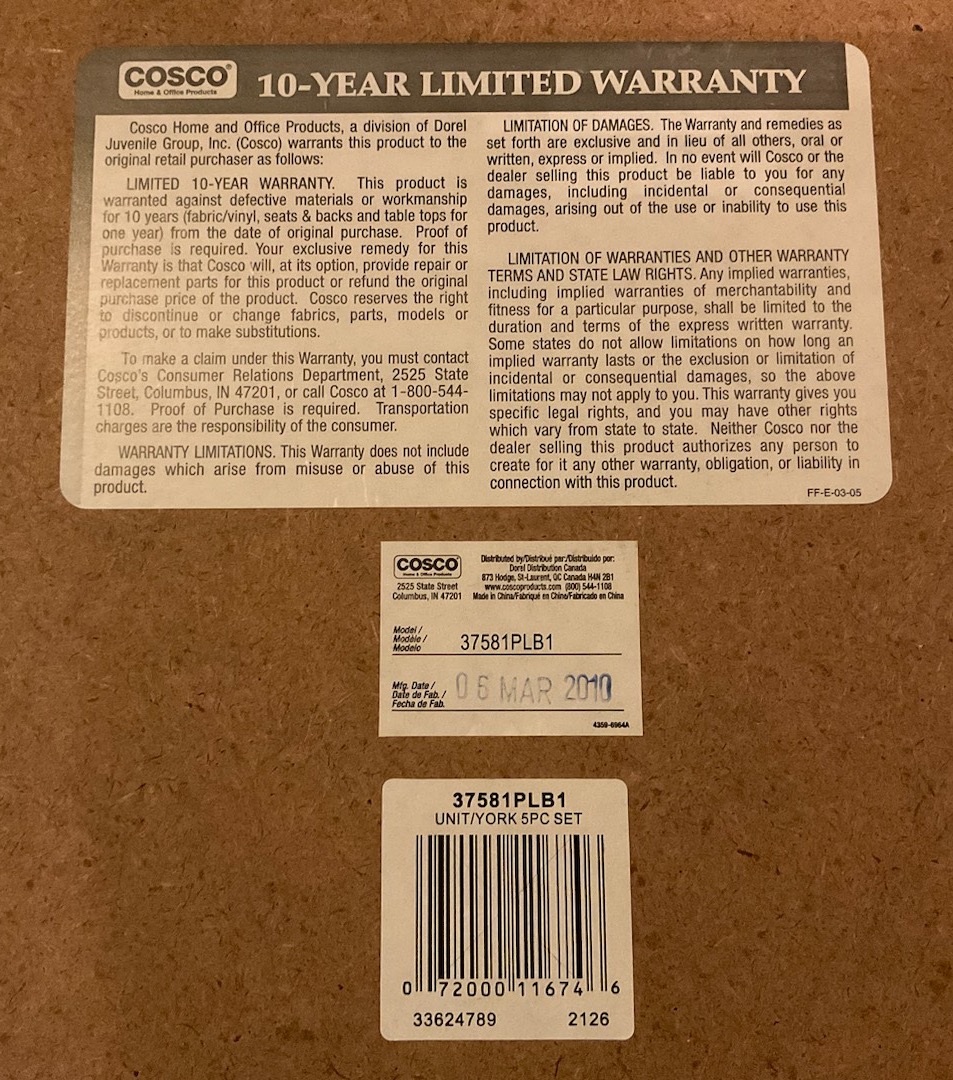 COSCO®
Home & Office Products
10-YEAR LIMITED WARRANTY
Cosco Home and Office Products, a division of Dorel
Juvenile Group, Inc. (Cosco) warrants this product to the
original retail purchaser as follows:
LIMITED 10-YEAR WARRANTY. This product is
warranted against defective materials or workmanship
for 10 years (fabric/vinyl, seats & backs and table tops for
one year) from the date of original purchase. Proof of
purchase is required. Your exclusive remedy for this
Warranty is that Cosco will, at its option, provide repair or
replacement parts for this product or refund the original
purchase price of the product. Cosco reserves the right
to discontinue or change fabrics, parts, models or
products, or to make substitutions.
To make a claim under this Warranty, you must contact
Cosco's Consumer Relations Department, 2525 State
Street, Columbus, IN 47201, or call Cosco at 1-800-544-
1108. Proof of Purchase is required. Transportation
charges are the responsibility of the consumer.
WARRANTY LIMITATIONS. This Warranty does not include
damages which arise from misuse or abuse of this
product.
LIMITATION OF DAMAGES. The Warranty and remedies as
set forth are exclusive and in lieu of all others, oral or
written, express or implied. In no event will Cosco or the
dealer selling this product be liable to you for any
damages, including incidental or consequential
damages, arising out of the use or inability to use this
product.
LIMITATION OF WARRANTIES AND OTHER WARRANTY
TERMS AND STATE LAW RIGHTS. Any implied warranties,
including implied warranties of merchantability and
fitness for a particular purpose, shall be limited to the
duration and terms of the express written warranty.
Some states do not allow limitations on how long an
implied warranty lasts or the exclusion or limitation of
incidental or consequential damages, so the above
limitations may not apply to you. This warranty gives you
specific legal rights, and you may have other rights
which vary from state to state. Neither Cosco nor the
dealer selling this product authorizes any person to
create for it any other warranty, obligation, or liability in
connection with this product.
FF-E-03-05
COSCO®
Home & Office Products
2525 State Street
Columbus, IN 47201
Distributed by/Distribué par:/Distribuido por:
Dorel Distribution Canada
873 Hodge, St-Laurent, QC Canada H4N 2B1
www.coscoproducts.com (800) 544-1108
Made in China/Fabriqué en Chine/Fabricado en China
Model /
Modèle /
Modelo
37581PLB1
Mfg. Date /
Date de Fab. /
Fecha de Fab.
06 MAR 2010
4359-6964A
37581PLB1
UNIT/YORK 5PC SET
0 72000 11674 6
33624789 2126